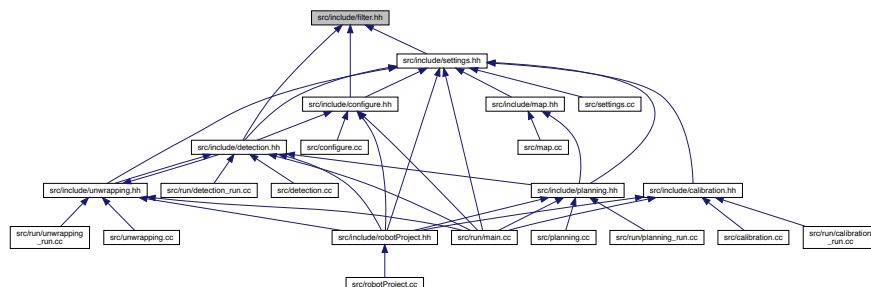 src/include/filter.hh
src/include/settings.hh
src/include/configure.hh
src/include/map.hh
src/settings.cc
src/include/detection.hh
src/configure.cc
src/map.cc
src/include/unwrapping.hh
src/run/detection_run.cc
src/detection.cc
src/include/planning.hh
src/include/calibration.hh
src/run/unwrapping
_run.cc
src/unwrapping.cc
src/include/robotProject.hh
src/run/main.cc
src/planning.cc
src/run/planning_run.cc
src/calibration.cc
src/run/calibration
_run.cc
src/robotProject.cc